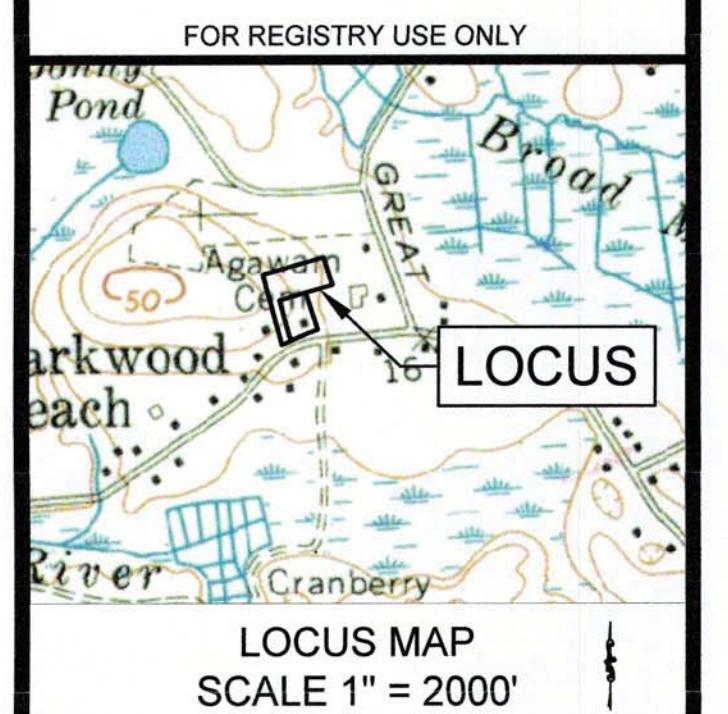 FOR REGISTRY USE ONLY
Pond
Broad
GREAT
Agawam
Cem
50
arkwood
each
16
LOCUS
River
Cranberry
LOCUS MAP
SCALE 1" = 2000'